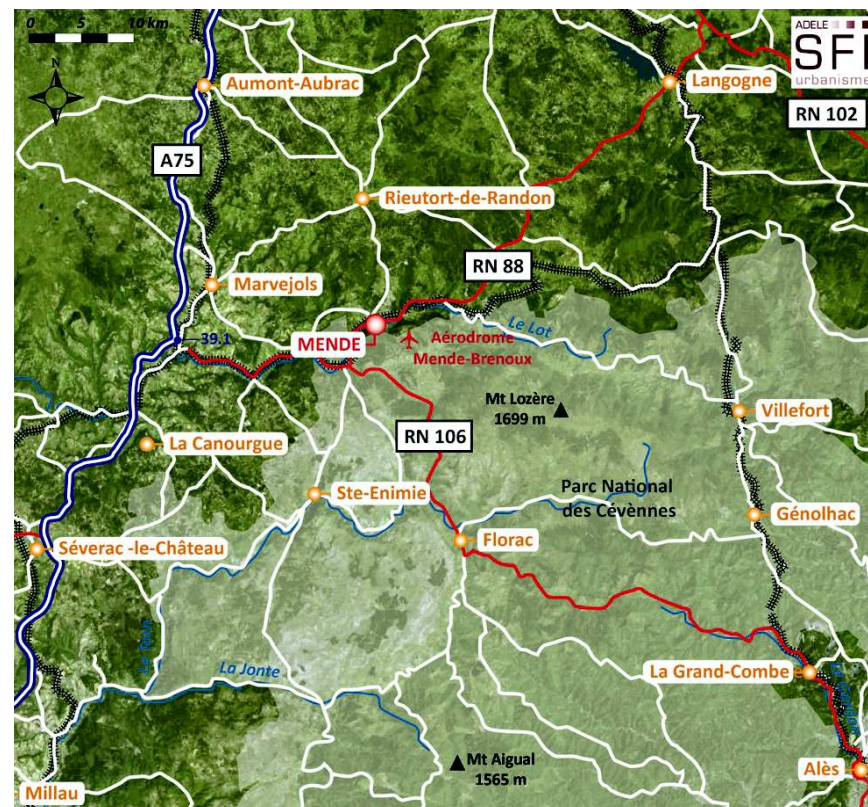 0 5 10 km
ADELE
SFI
urbanisme
N
Aumont-Aubrac
Langogne
RN 102
A75
Rieutort-de-Randon
RN 88
Marvejols
Le Lot
MENDE
39.1
Aérodrome
Mende-Brenoux
Mt Lozère
1699 m
Villefort
La Canourgue
RN 106
Ste-Enimie
Parc National
des Cévènnes
Génolhac
Séverac -le-Château
Florac
Le Tarn
La Jonte
La Grand-Combe
Mt Aigual
1565 m
Alès
Millau